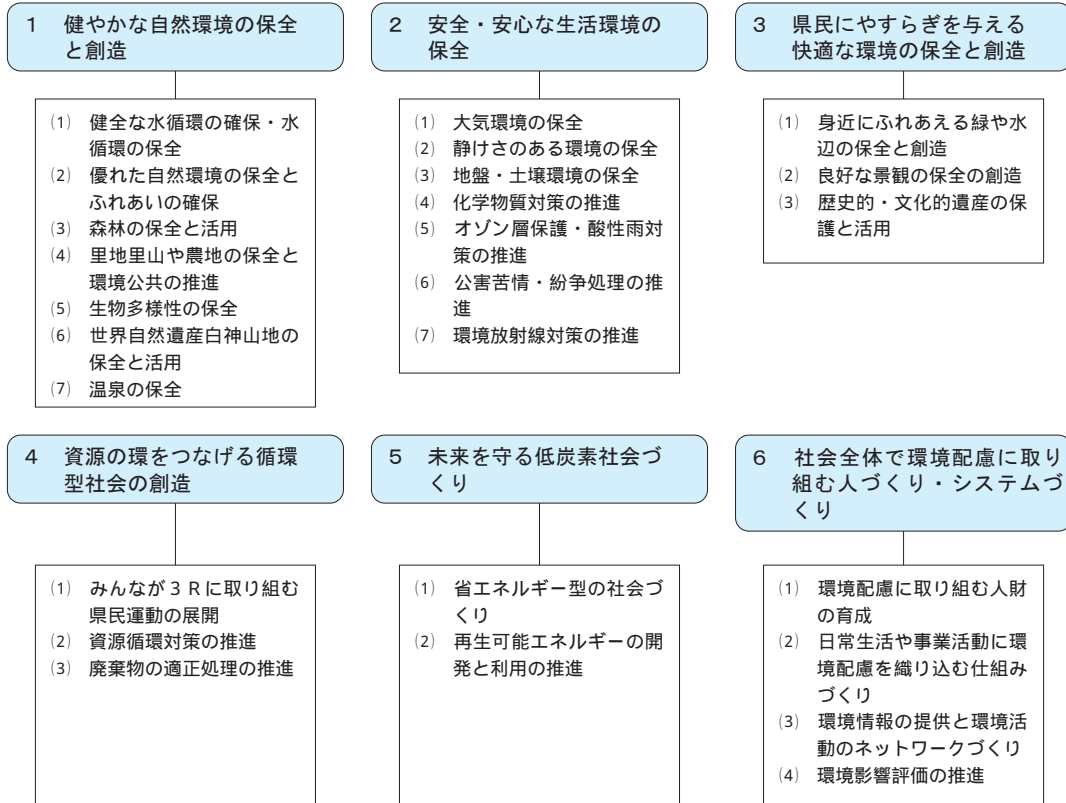 1 健やかな自然環境の保全
と創造
⑴ 健全な水循環の確保・水
循環の保全
⑵ 優れた自然環境の保全と
ふれあいの確保
⑶ 森林の保全と活用
⑷ 里地里山や農地の保全と
環境公共の推進
⑸ 生物多様性の保全
⑹ 世界自然遺産白神山地の
保全と活用
⑺ 温泉の保全
2 安全・安心な生活環境の
保全
⑴ 大気環境の保全
⑵ 静けさのある環境の保全
⑶ 地盤・土壌環境の保全
⑷ 化学物質対策の推進
⑸ オゾン層保護・酸性雨対
策の推進
⑹ 公害苦情・紛争処理の推
進
⑺ 環境放射線対策の推進
3 県民にやすらぎを与える
快適な環境の保全と創造
⑴ 身近にふれあえる緑や水
辺の保全と創造
⑵ 良好な景観の保全の創造
⑶ 歴史的・文化的遺産の保
護と活用
4 資源の環をつなげる循環
型社会の創造
⑴ みんなが3Rに取り組む
県民運動の展開
⑵ 資源循環対策の推進
⑶ 廃棄物の適正処理の推進
5 未来を守る低炭素社会づ
くり
⑴ 省エネルギー型の社会づ
くり
⑵ 再生可能エネルギーの開
発と利用の推進
6 社会全体で環境配慮に取り
組む人づくり・システムづ
くり
⑴ 環境配慮に取り組む人財
の育成
⑵ 日常生活や事業活動に環
境配慮を織り込む仕組み
づくり
⑶ 環境情報の提供と環境活
動のネットワークづくり
⑷ 環境影響評価の推進